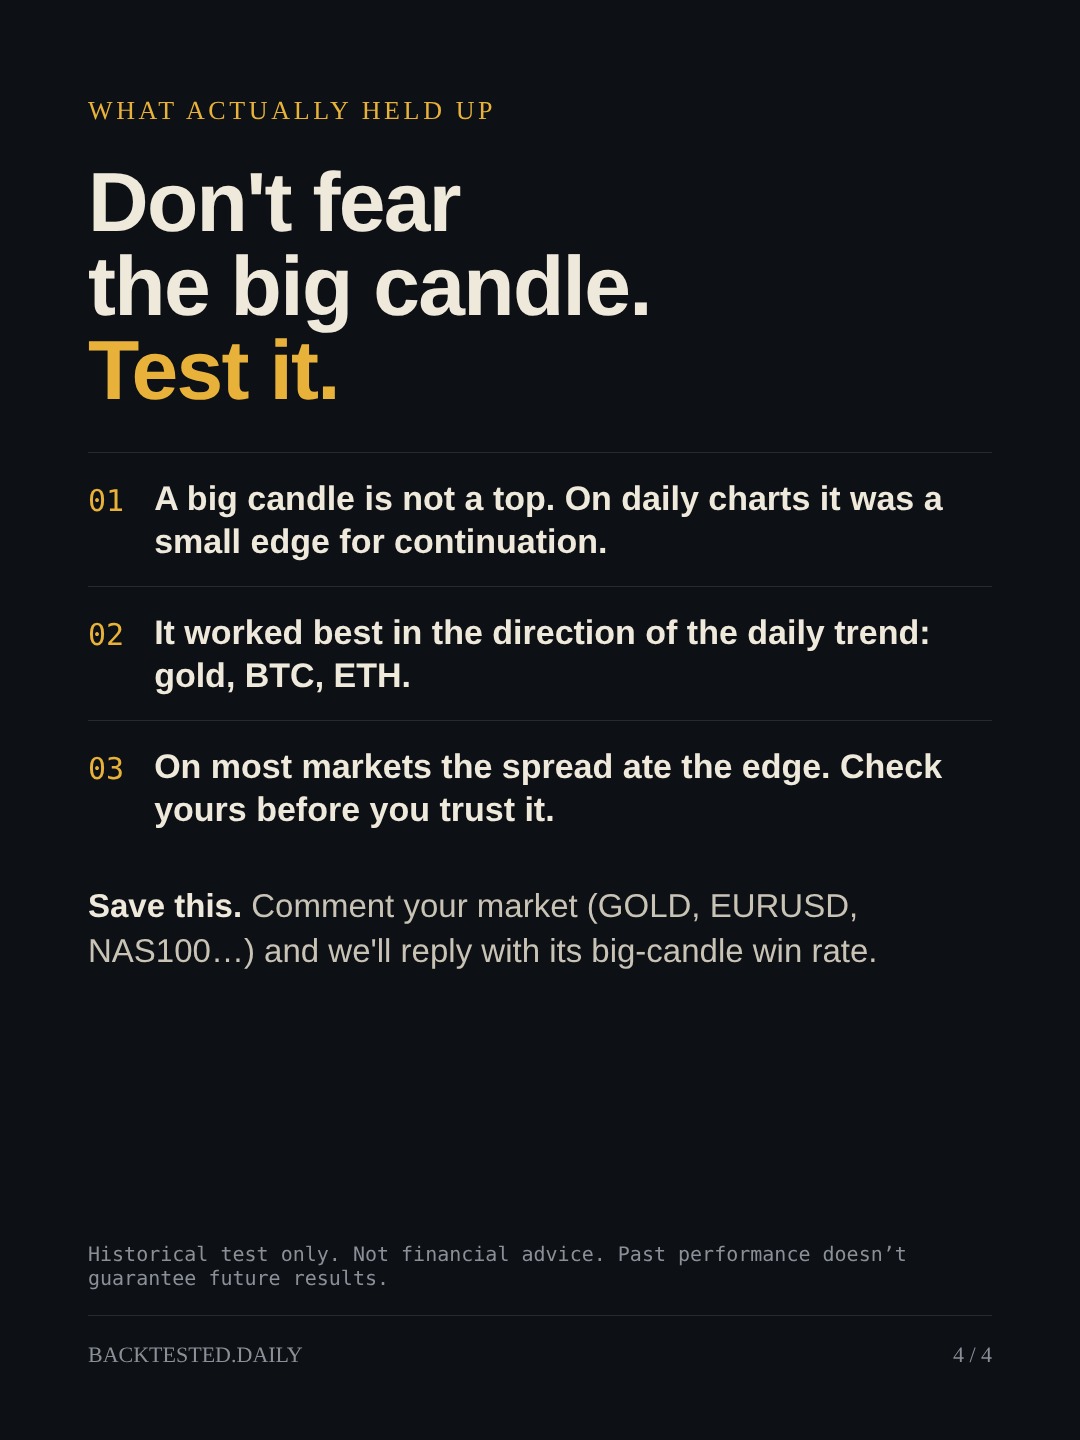 WHAT ACTUALLY HELD UP
Don't fear
the big candle.
Test it.
01 A big candle is not a top. On daily charts it was a
small edge for continuation.
02 It worked best in the direction of the daily trend:
gold, BTC, ETH.
03 On most markets the spread ate the edge. Check
yours before you trust it.
Save this. Comment your market (GOLD, EURUSD,
NAS100…) and we'll reply with its big-candle win rate.
Historical test only. Not financial advice. Past performance doesn’t
guarantee future results.
BACKTESTED.DAILY 4 / 4